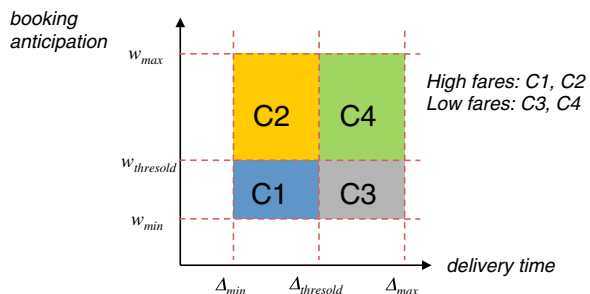 booking
anticipation
w_max
High fares: C1, C2
Low fares: C3, C4
C2
C4
w_thresold
C1
C3
w_min
delivery time
Δ_min
Δ_thresold
Δ_max